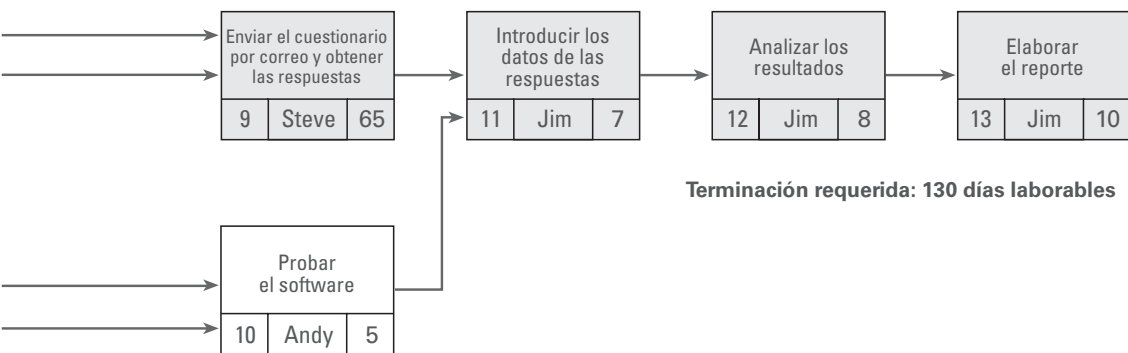 Enviar el cuestionario
por correo y obtener
las respuestas
9 Steve 65
Introducir los
datos de las
respuestas
11 Jim 7
Analizar los
resultados
12 Jim 8
Elaborar
el reporte
13 Jim 10
Terminación requerida: 130 días laborables
Probar
el software
10 Andy 5